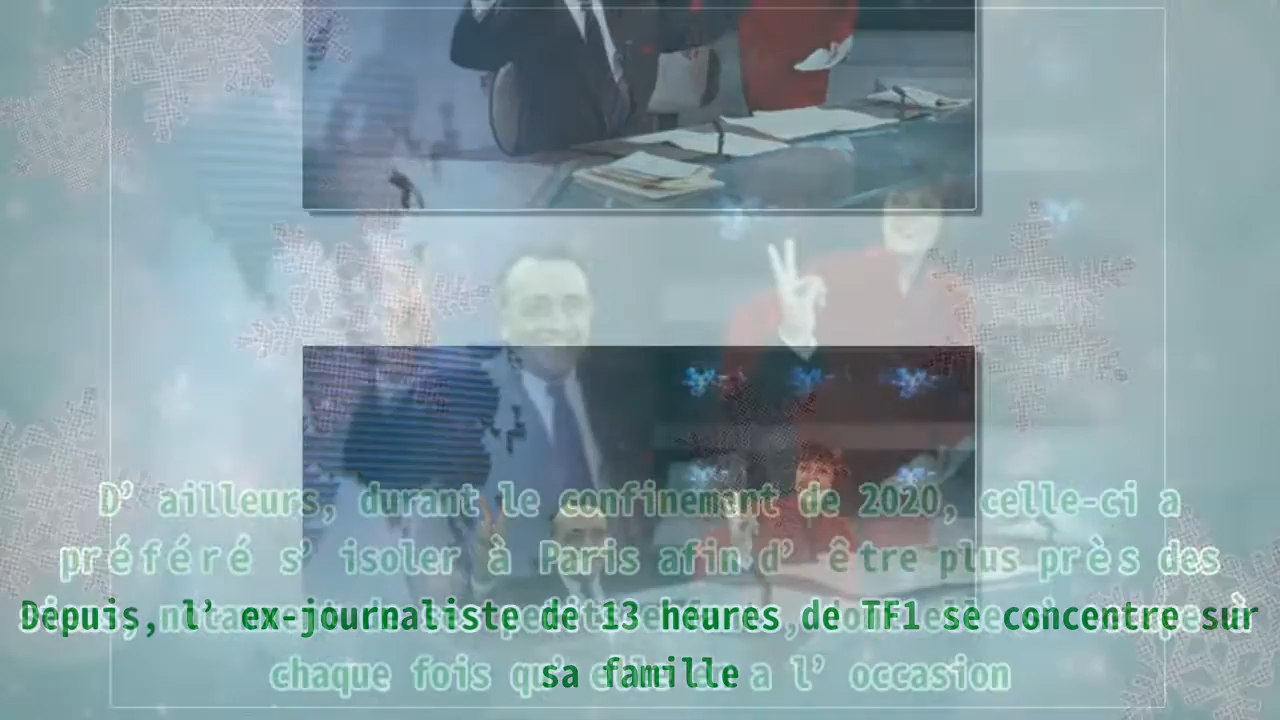 D’ ailleurs, durant le confinement de 2020, celle-ci a
préféré s’ isoler à Paris afin d’ être plus près des
Depuis, l’ ex-journaliste de 13 heures de TF1 se concentre sur
sa famille
chaque fois qu a l’ occasion